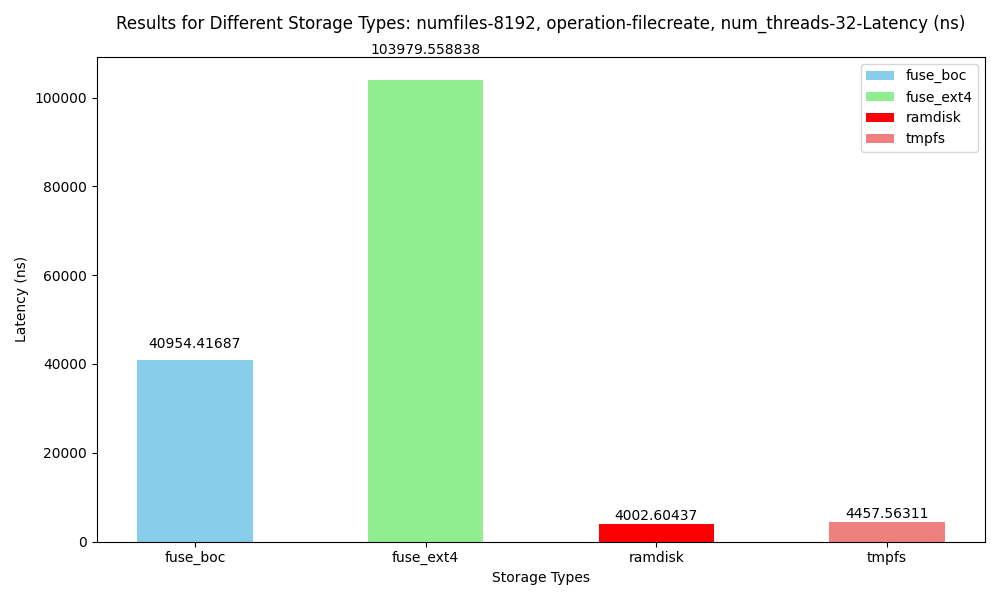 Results for Different Storage Types: numfiles-8192, operation-filecreate, num_threads-32-Latency (ns)
103979.558838
fuse_boc
fuse_ext4
ramdisk
tmpfs
100000
80000
60000
40000
20000
0
Latency (ns)
40954.41687
4002.60437
4457.56311
fuse_boc
fuse_ext4
ramdisk
tmpfs
Storage Types